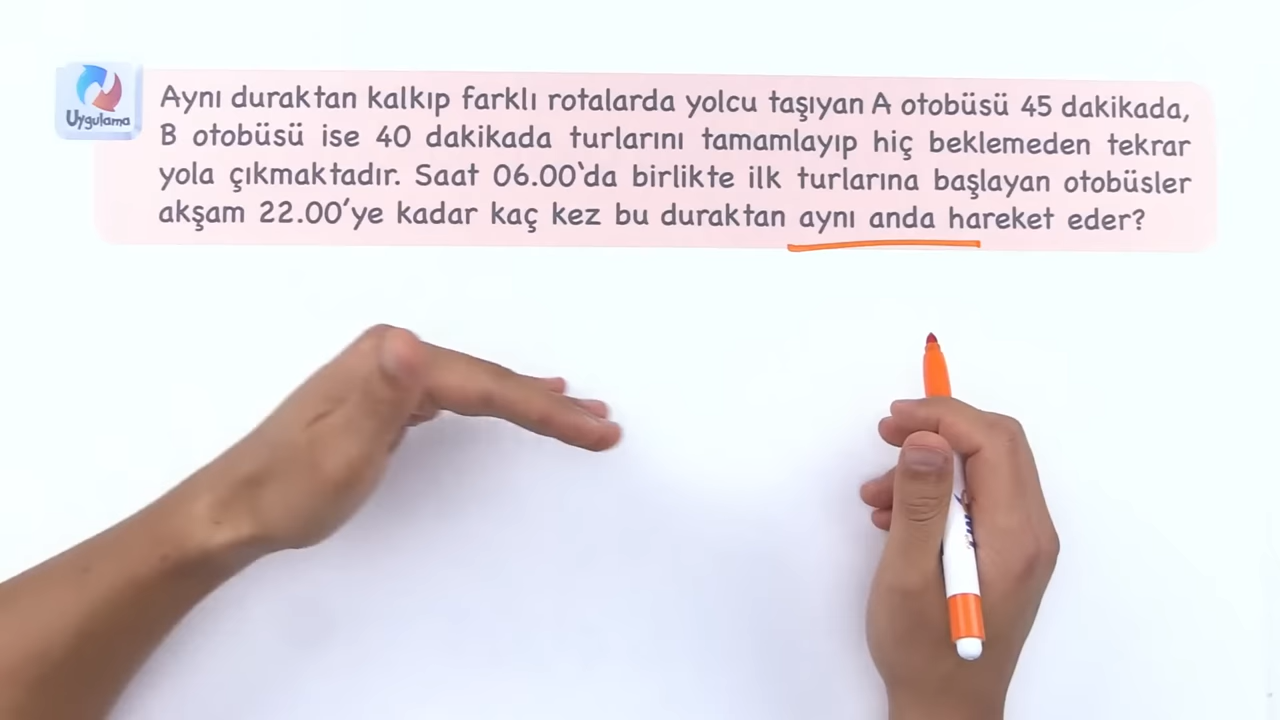 Uygulama
Aynı duraktan kalkıp farklı rotalarda yolcu taşıyan A otobüsü 45 dakikada,
B otobüsü ise 40 dakikada turlarını tamamlayıp hiç beklemeden tekrar
yola çıkmaktadır. Saat 06.00‘da birlikte ilk turlarına başlayan otobüsler
akşam 22.00’ye kadar kaç kez bu duraktan aynı anda hareket eder?